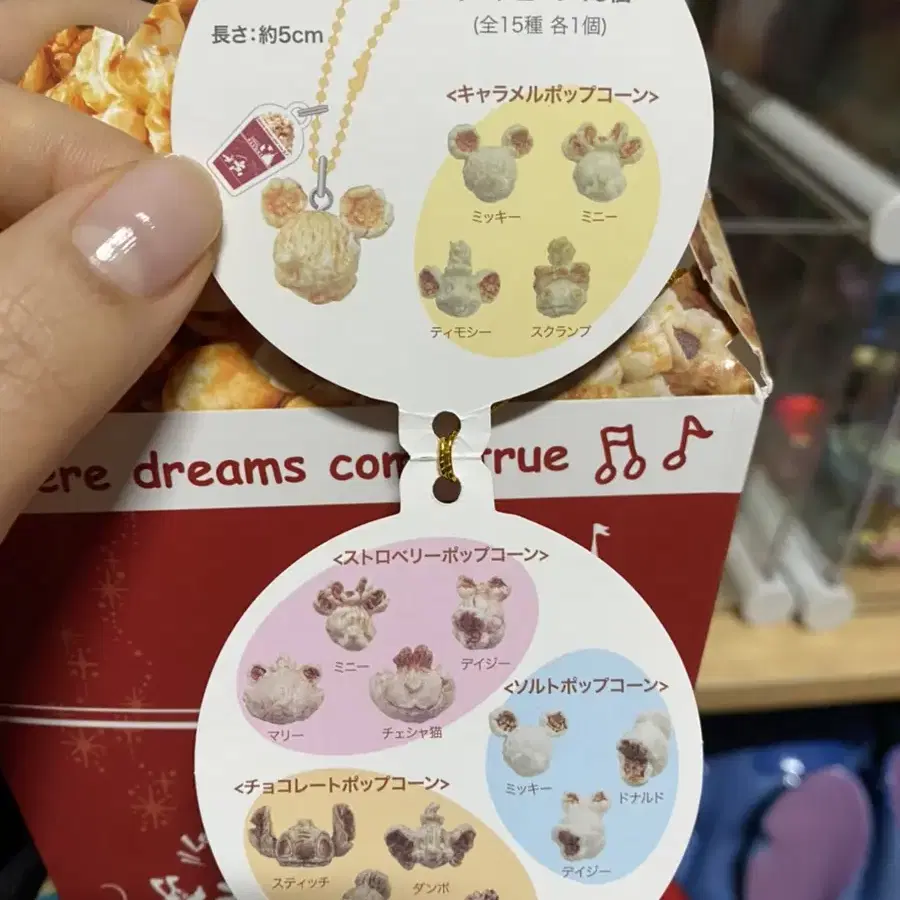 長さ:約5cm
(全15種 各1個)
<キャラメルポップコーン>
ミッキー
ミニー
ティモシー
スクランプ
dreams com
rue
<ストロベリーポップコーン>
ミニー
デイジー
マリー
チェシャ猫
<ソルトポップコーン>
ミッキー
ドナルド
デイジー
<チョコレートポップコーン>
スティッチ
ダンボ